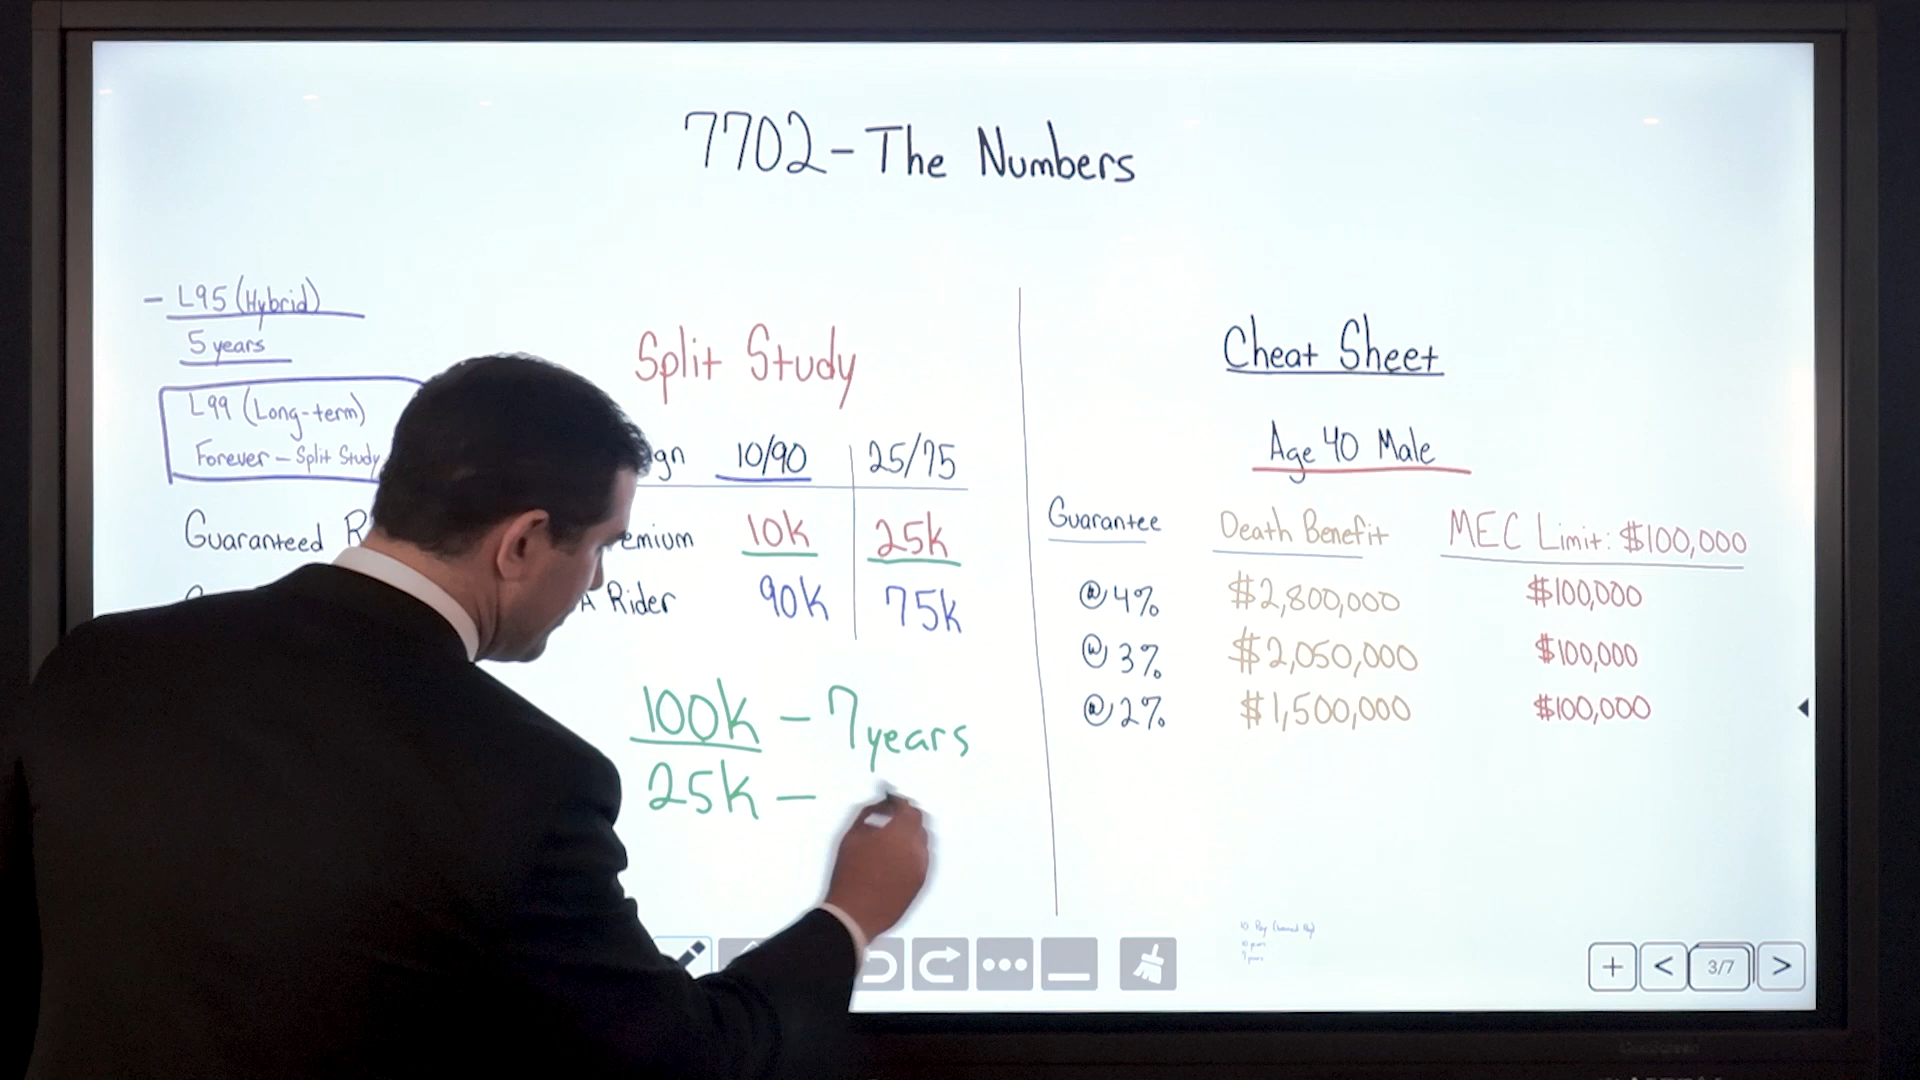 7702 - The Numbers
- L95 (Hybrid)
5 years
L99 (Long-term)
Forever - Split Study
Guaranteed R
Split Study
ign 10/90 25/75
emium 10k 25k
A Rider 90k 75k
100k - 7 years
25k -
Cheat Sheet
Age 40 Male
Guarantee Death Benefit MEC Limit: $100,000
@ 4% $2,800,000 $100,000
@ 3% $2,050,000 $100,000
@ 2% $1,500,000 $100,000
3/7